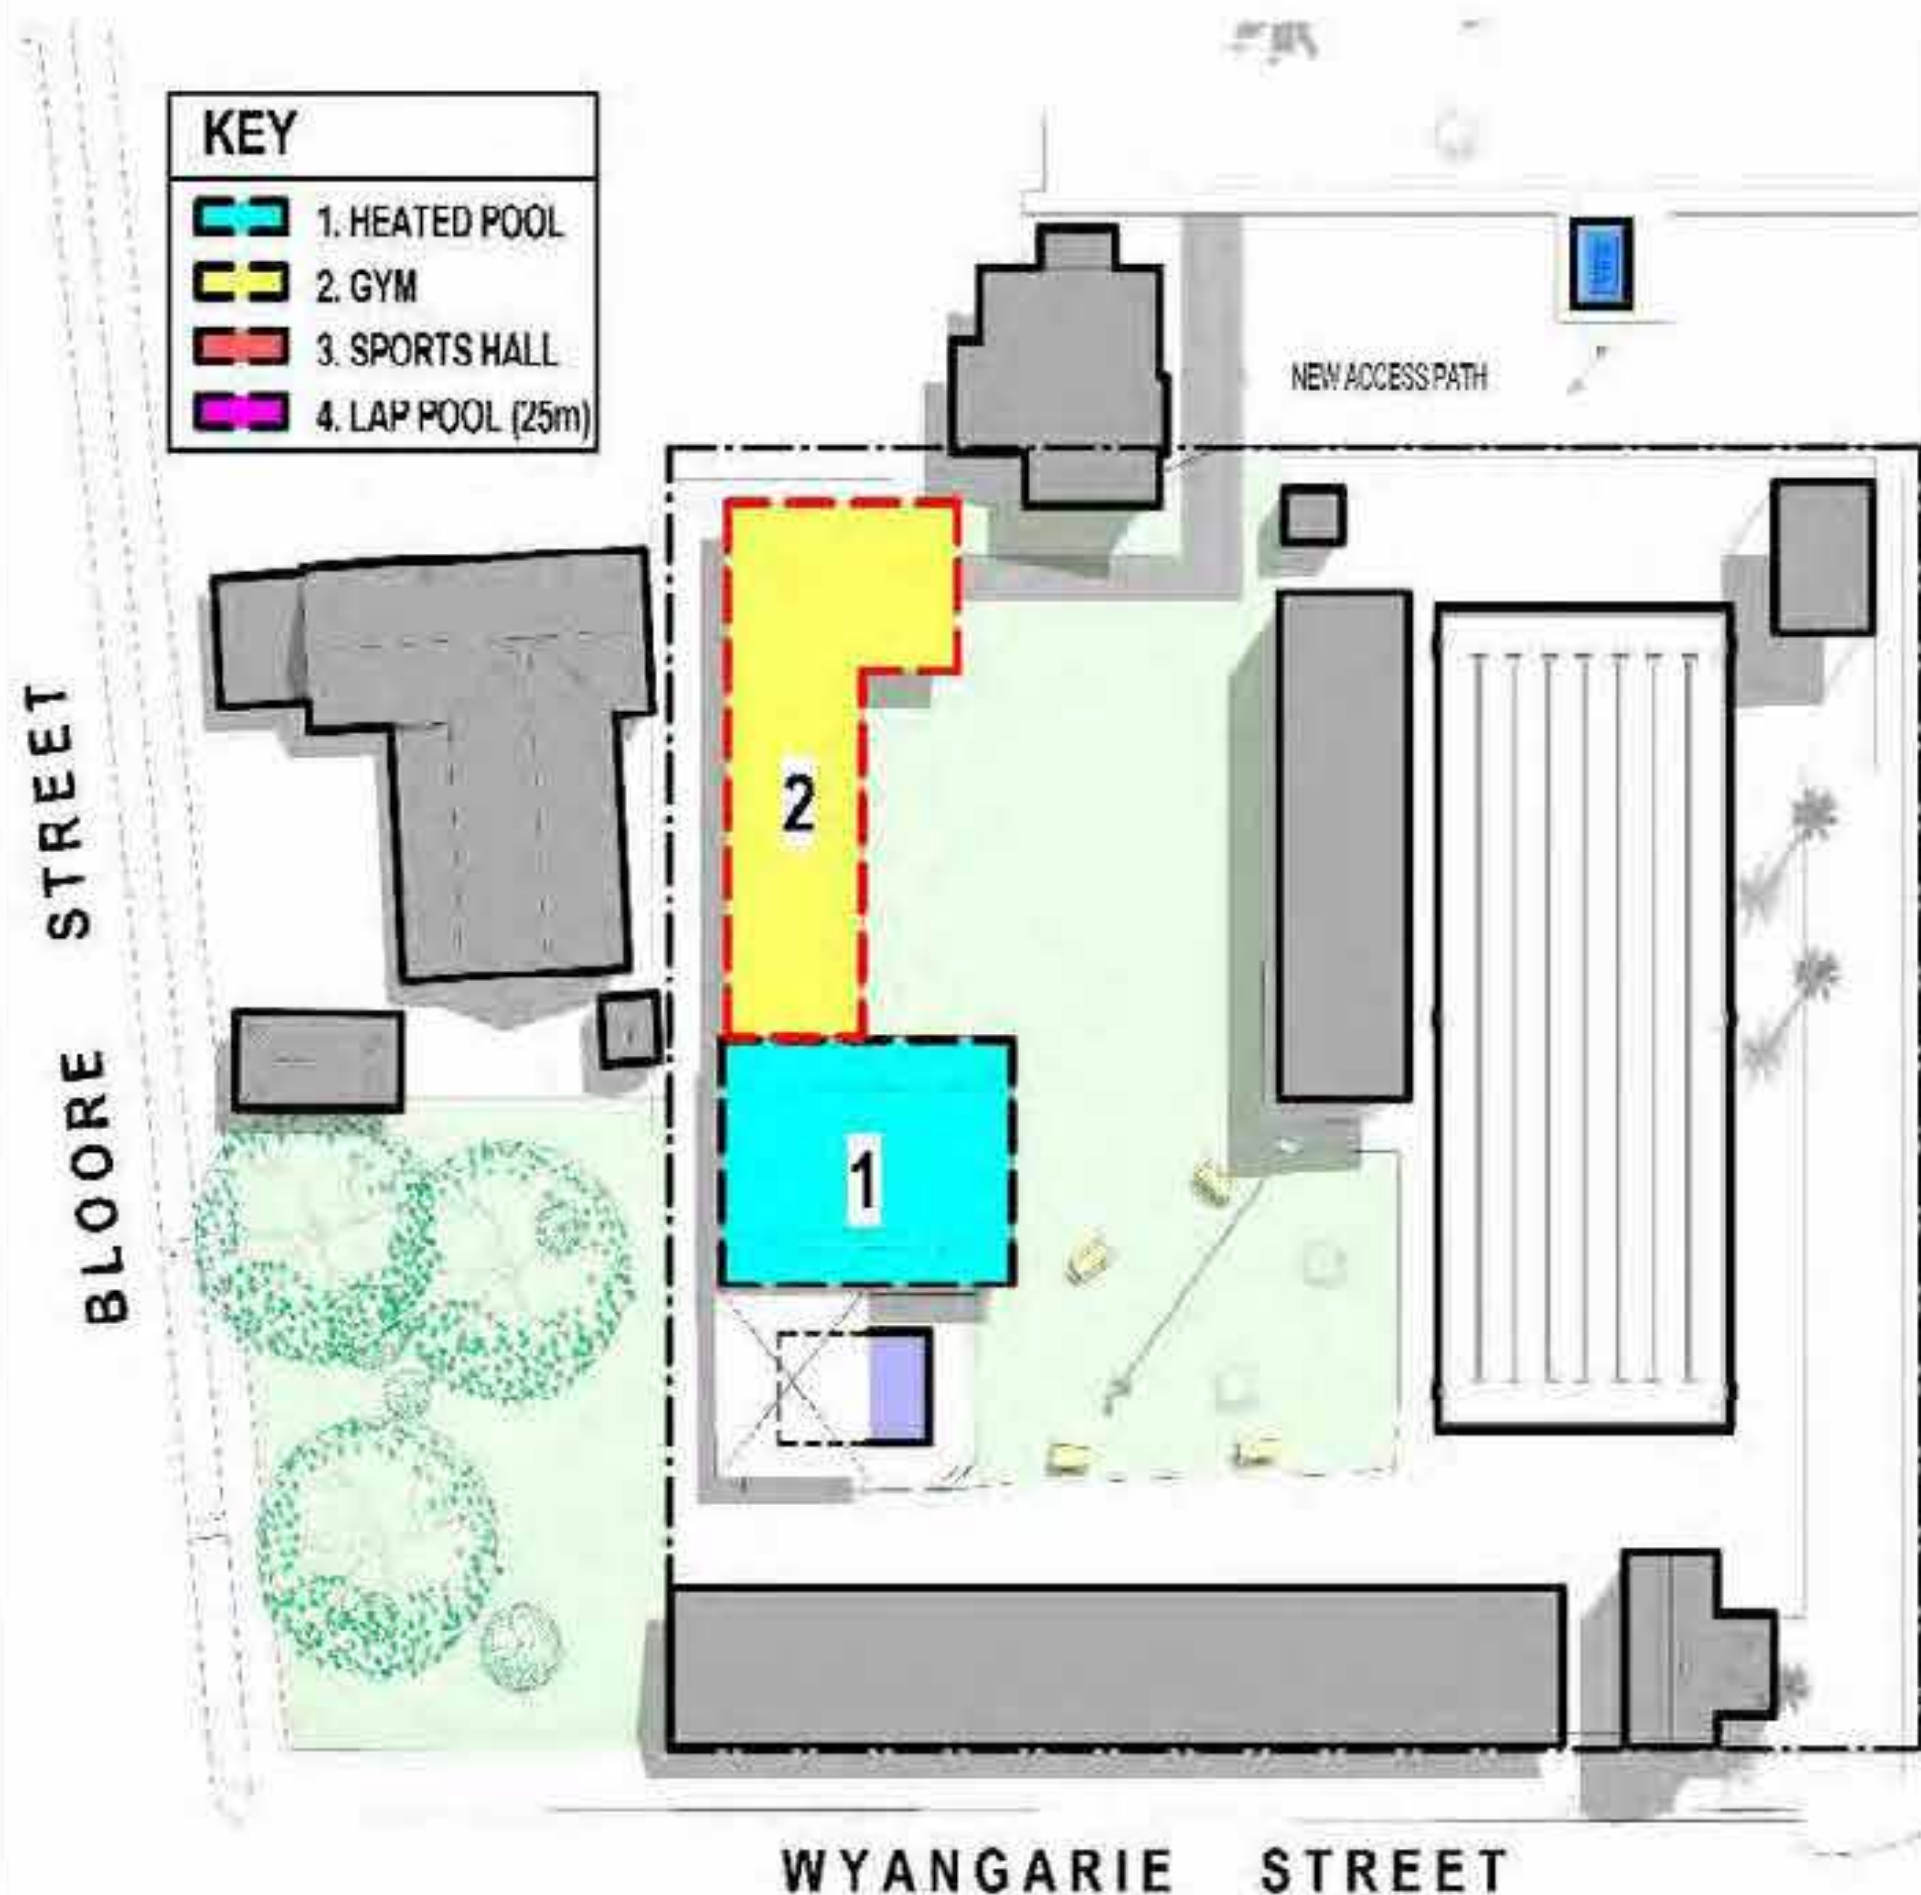 KEY
1. HEATED POOL
2. GYM
3. SPORTS HALL
4. LAP POOL (25m)
NEW ACCESS PATH
2
1
BLOORE STREET
WYANGARIE STREET